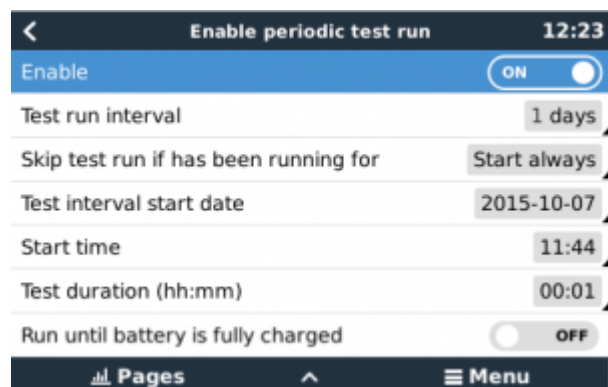 Enable periodic test run 12:23
Enable ON
Test run interval 1 days
Skip test run if has been running for Start always
Test interval start date 2015-10-07
Start time 11:44
Test duration (hh:mm) 00:01
Run until battery is fully charged OFF
Pages Menu